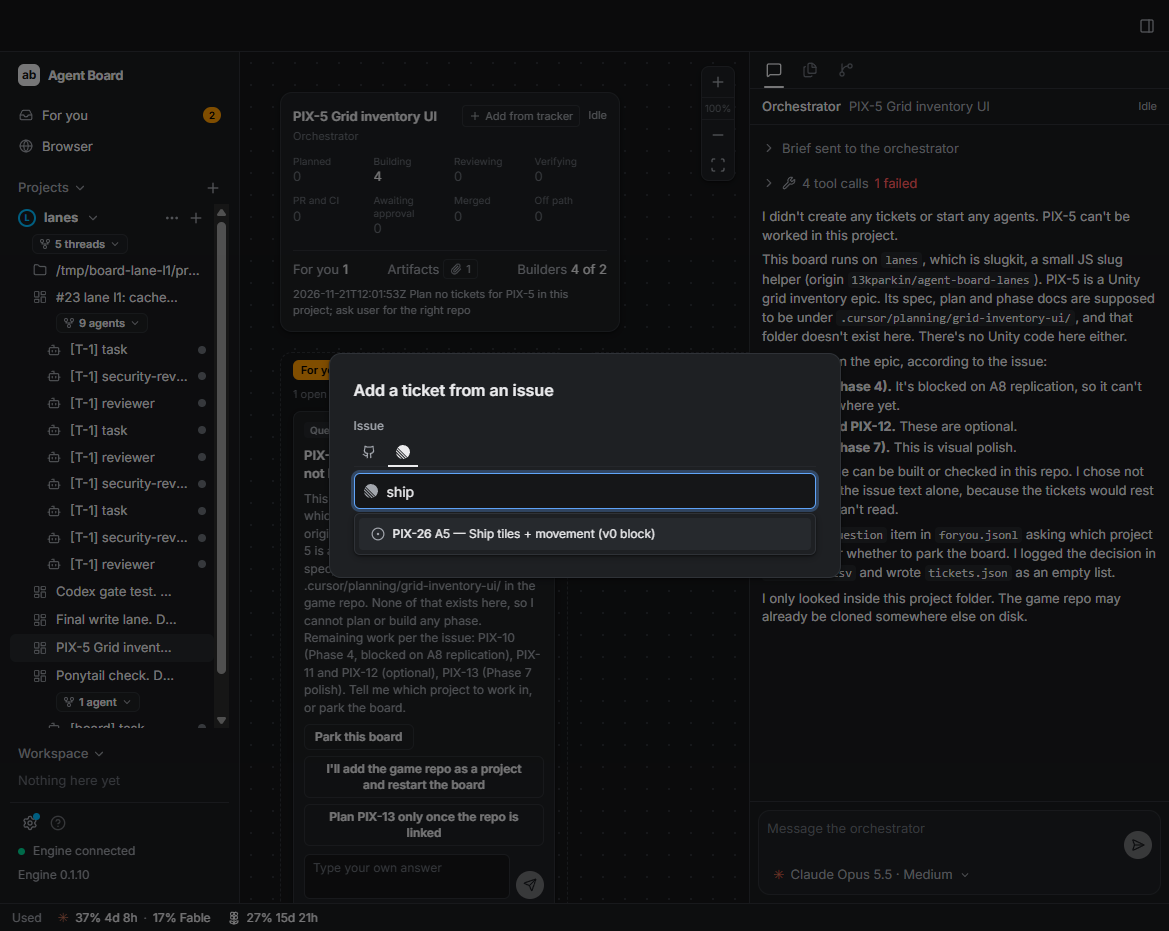 ab Agent Board
For you 2
Browser
Projects
L lanes
5 threads
/tmp/board-lane-l1/pr...
#23 lane l1: cache...
9 agents
[T-1] task
[T-1] security-rev...
[T-1] reviewer
[T-1] task
[T-1] reviewer
[T-1] security-rev...
[T-1] task
[T-1] security-rev...
[T-1] reviewer
Codex gate test. ...
Final write lane. D...
PIX-5 Grid invent...
Ponytail check. D...
1 agent
[board] task
Workspace
Nothing here yet
Engine connected
Engine 0.1.10
Used 37% 4d 8h · 17% Fable 27% 15d 21h
PIX-5 Grid inventory UI
Add from tracker
Idle
Orchestrator
Planned Building Reviewing Verifying
0 4 0 0
PR and CI Awaiting approval Merged Off path
0 0 0 0
For you 1 Artifacts 1 Builders 4 of 2
2026-11-21T12:01:53Z Plan no tickets for PIX-5 in this
project; ask user for the right repo
100%
For y
1 open
Que
PIX-
not
This
whic
orig
5 is a
spec
.cursor/planning/grid-inventory-ui/ in the
game repo. None of that exists here, so I
cannot plan or build any phase.
Remaining work per the issue: PIX-10
(Phase 4, blocked on A8 replication), PIX-
11 and PIX-12 (optional), PIX-13 (Phase 7
polish). Tell me which project to work in,
or park the board.
Park this board
I'll add the game repo as a project
and restart the board
Plan PIX-13 only once the repo is
linked
Type your own answer
Add a ticket from an issue
Issue
ship
PIX-26 A5 — Ship tiles + movement (v0 block)
Orchestrator PIX-5 Grid inventory UI Idle
Brief sent to the orchestrator
4 tool calls 1 failed
I didn't create any tickets or start any agents. PIX-5 can't be
worked in this project.
This board runs on lanes, which is slugkit, a small JS slug
helper (origin l3kparkin/agent-board-lanes). PIX-5 is a Unity
grid inventory epic. Its spec, plan and phase docs are supposed
to be under .cursor/planning/grid-inventory-ui/, and that
folder doesn't exist here. There's no Unity code here either.
n the epic, according to the issue:
hase 4). It's blocked on A8 replication, so it can't
where yet.
d PIX-12. These are optional.
hase 7). This is visual polish.
e can be built or checked in this repo. I chose not
the issue text alone, because the tickets would rest
an't read.
uestion item in foryou.jsonl asking which project
r whether to park the board. I logged the decision in
sv and wrote tickets.json as an empty list.
I only looked inside this project folder. The game repo may
already be cloned somewhere else on disk.
Message the orchestrator
Claude Opus 5.5 · Medium